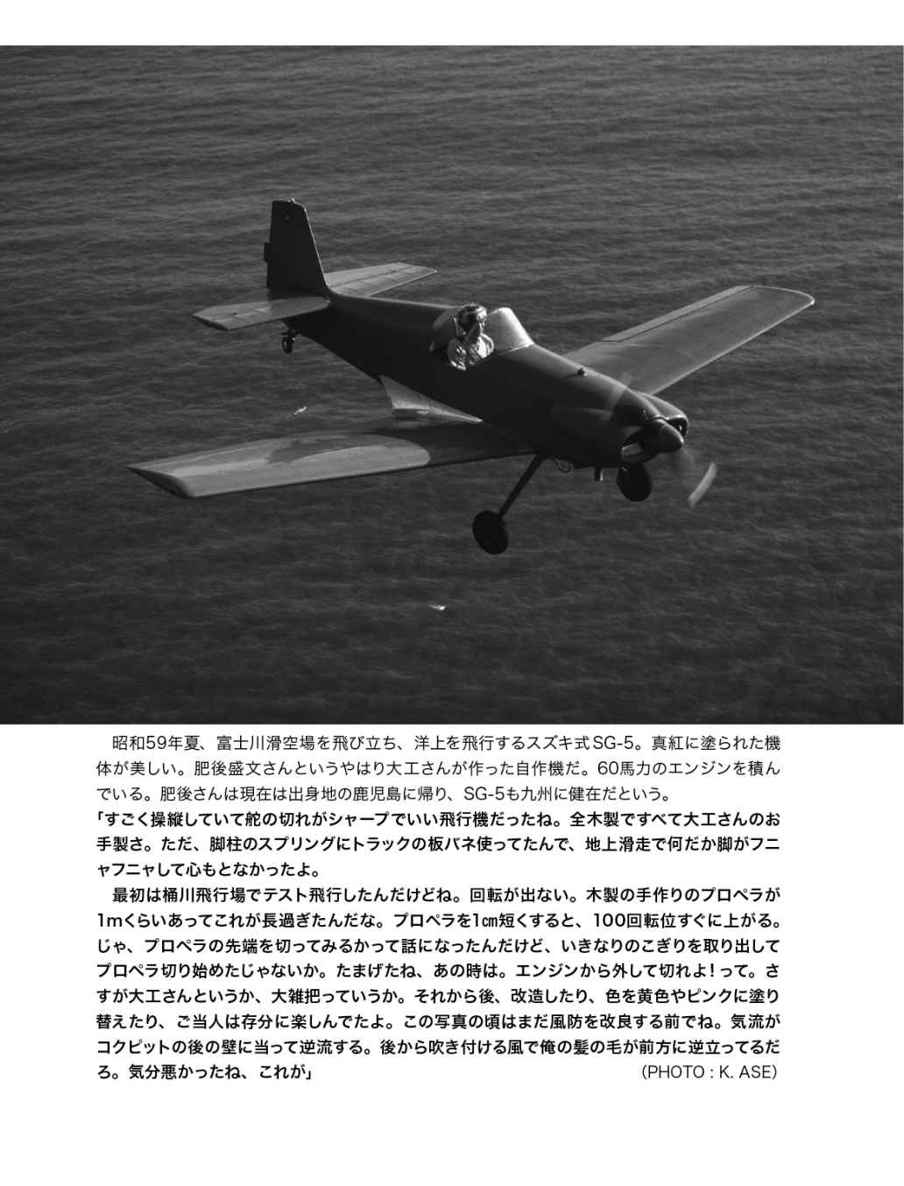 昭和59年夏、富士川滑空場を飛び立ち、洋上を飛行するスズキ式SG-5。真紅に塗られた機
体が美しい。肥後盛文さんというやはり大工さんが作った自作機だ。60馬力のエンジンを積ん
でいる。肥後さんは現在は出身地の鹿児島に帰り、SG-5も九州に健在だという。
「すごく操縦していて舵の切れがシャープでいい飛行機だったね。全木製ですべて大工さんのお
手製さ。ただ、脚柱のスプリングにトラックの板バネ使ってたんで、地上滑走で何だか脚がフニ
ャフニャして心もとなかったよ。
最初は桶川飛行場でテスト飛行したんだけどね。回転が出ない。木製の手作りのプロペラが
1mくらいあってこれが長過ぎたんだな。プロペラを1㎝短くすると、100回転位すぐに上がる。
じゃ、プロペラの先端を切ってみるかって話になったんだけど、いきなりのこぎりを取り出して
プロペラ切り始めたじゃないか。たまげたね、あの時は。エンジンから外して切れよ！って。さ
すが大工さんというか、大雑把っていうか。それから後、改造したり、色を黄色やピンクに塗り
替えたり、ご当人は存分に楽しんでたよ。この写真の頃はまだ風防を改良する前でね。気流が
コクピットの後の壁に当って逆流する。後から吹き付ける風で俺の髪の毛が前方に逆立ってるだ
ろ。気分悪かったね、これが」 （PHOTO : K. ASE）